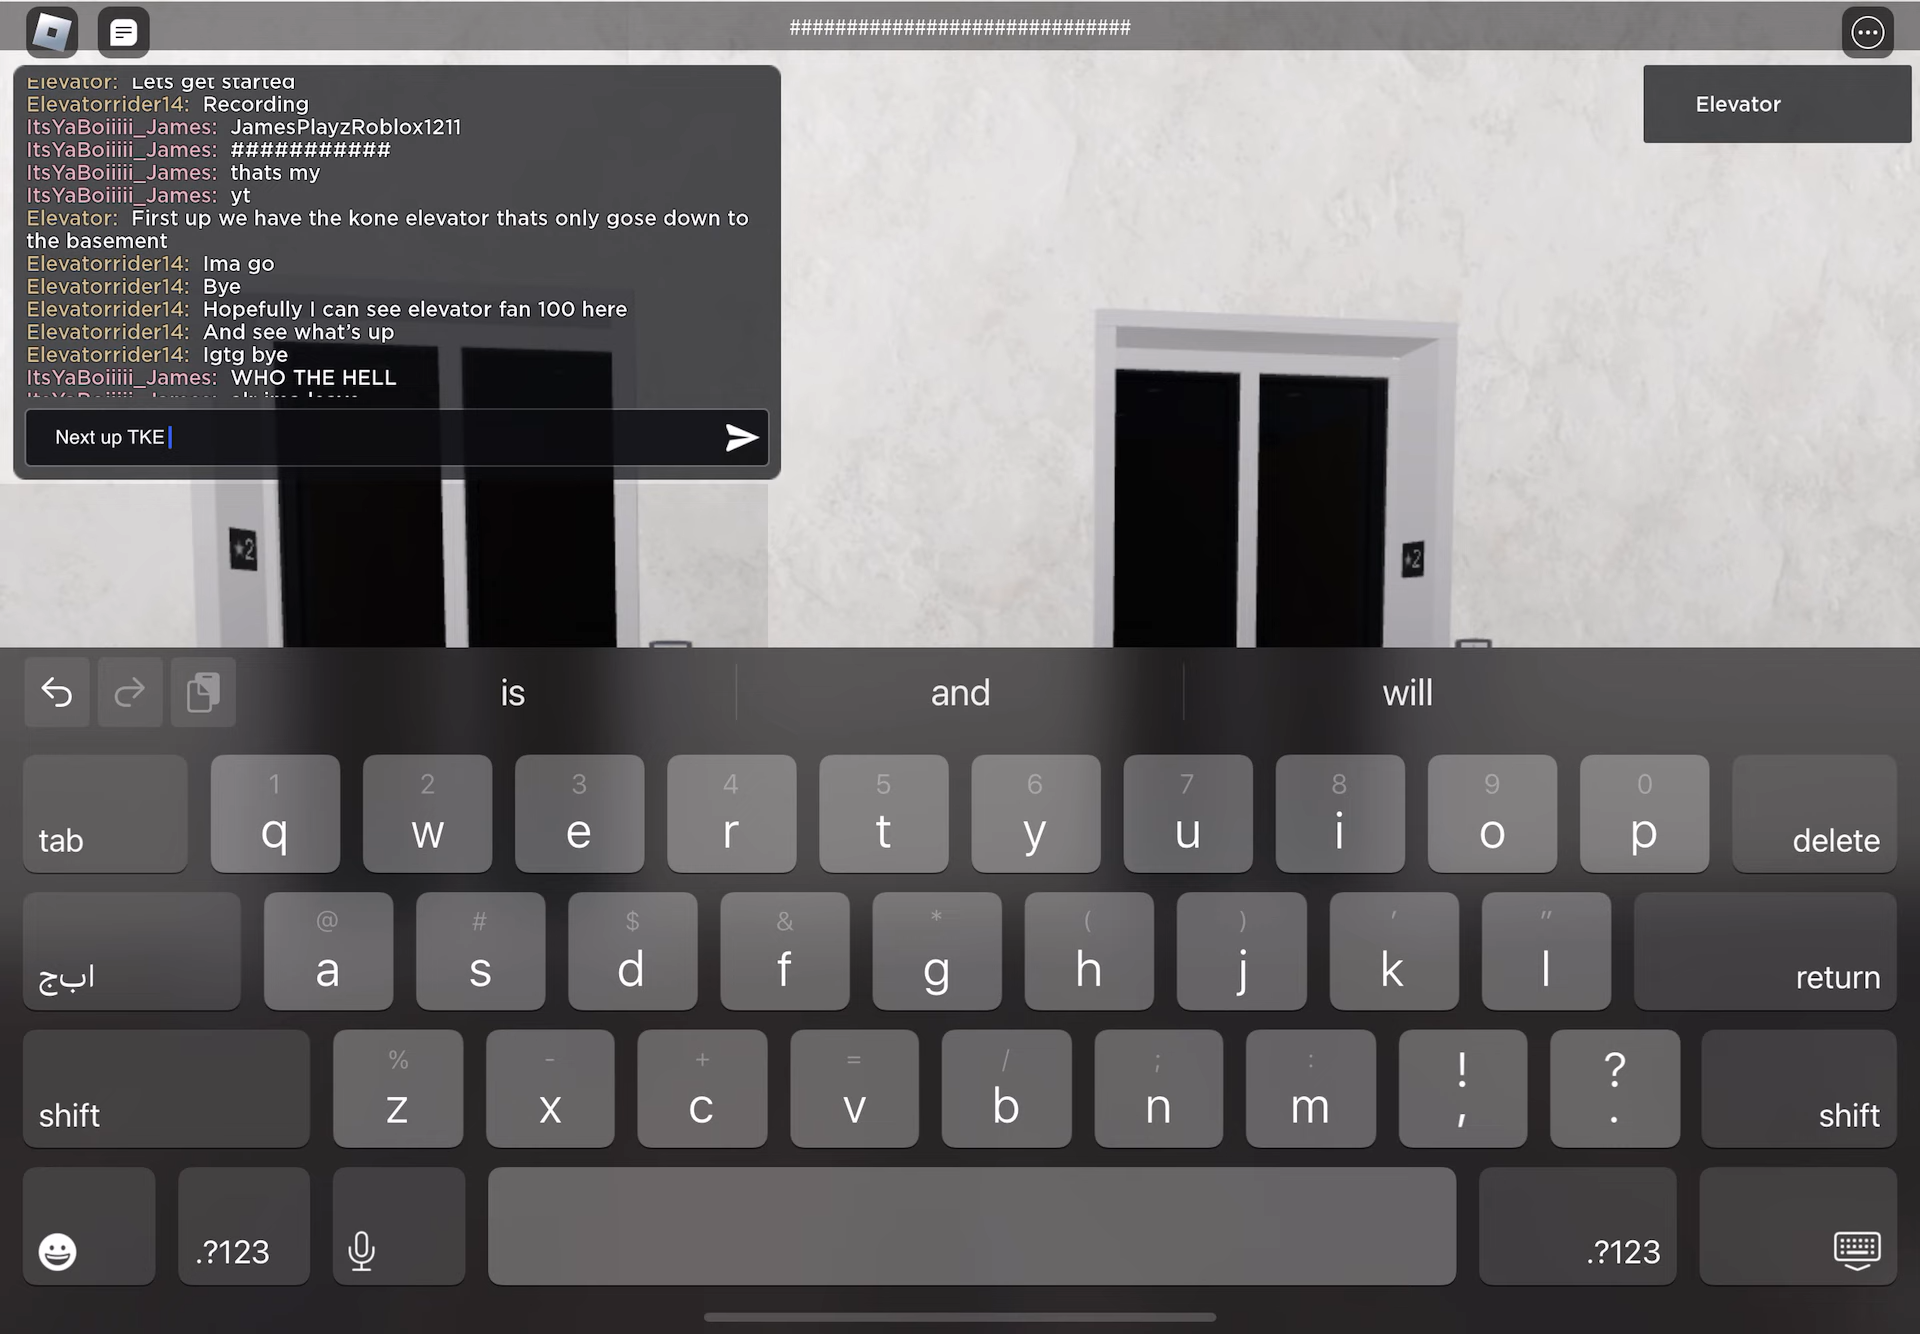 ##############################
Elevator: Lets get started
Elevatorrider14: Recording
ItsYaBoiiiii_James: JamesPlayzRoblox1211
ItsYaBoiiiii_James: ###########
ItsYaBoiiiii_James: thats my
ItsYaBoiiiii_James: yt
Elevator: First up we have the kone elevator thats only gose down to
the basement
Elevatorrider14: Ima go
Elevatorrider14: Bye
Elevatorrider14: Hopefully I can see elevator fan 100 here
Elevatorrider14: And see what’s up
Elevatorrider14: Igtg bye
ItsYaBoiiiii_James: WHO THE HELL
ItsYaBoiiiii_James:
Next up TKE
Elevator
★2
★2
is and will
1 2 3 4 5 6 7 8 9 0
tab q w e r t y u i o p delete
@ # $ & * ( ) ' "
ابج a s d f g h j k l return
% - + = / ; : ! ?
shift z x c v b n m , . shift
.?123 .?123